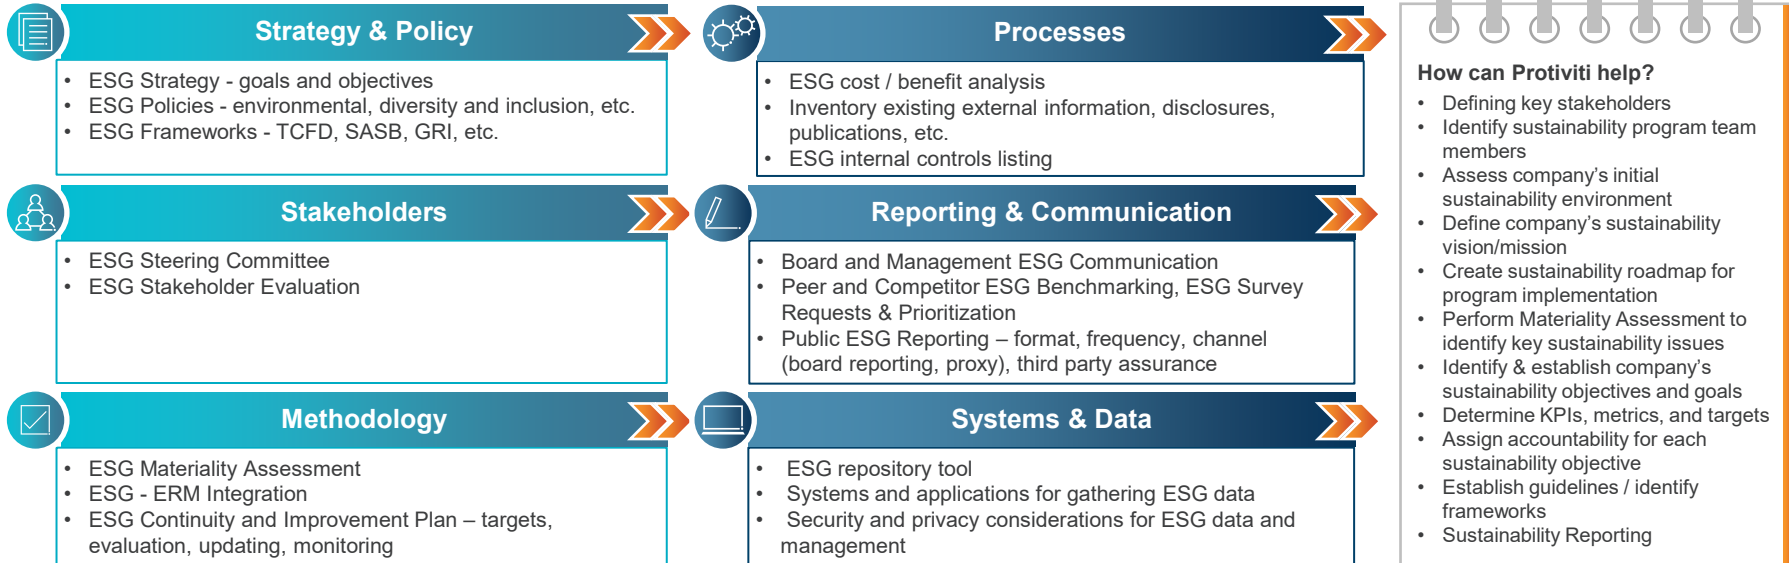 Strategy & Policy
• ESG Strategy - goals and objectives
• ESG Policies - environmental, diversity and inclusion, etc.
• ESG Frameworks - TCFD, SASB, GRI, etc.
Processes
• ESG cost / benefit analysis
• Inventory existing external information, disclosures,
publications, etc.
• ESG internal controls listing
Stakeholders
• ESG Steering Committee
• ESG Stakeholder Evaluation
Reporting & Communication
• Board and Management ESG Communication
• Peer and Competitor ESG Benchmarking, ESG Survey
Requests & Prioritization
• Public ESG Reporting – format, frequency, channel
(board reporting, proxy), third party assurance
Methodology
• ESG Materiality Assessment
• ESG - ERM Integration
• ESG Continuity and Improvement Plan – targets,
evaluation, updating, monitoring
Systems & Data
• ESG repository tool
• Systems and applications for gathering ESG data
• Security and privacy considerations for ESG data and
management
How can Protiviti help?
• Defining key stakeholders
• Identify sustainability program team
members
• Assess company’s initial
sustainability environment
• Define company’s sustainability
vision/mission
• Create sustainability roadmap for
program implementation
• Perform Materiality Assessment to
identify key sustainability issues
• Identify & establish company’s
sustainability objectives and goals
• Determine KPIs, metrics, and targets
• Assign accountability for each
sustainability objective
• Establish guidelines / identify
frameworks
• Sustainability Reporting